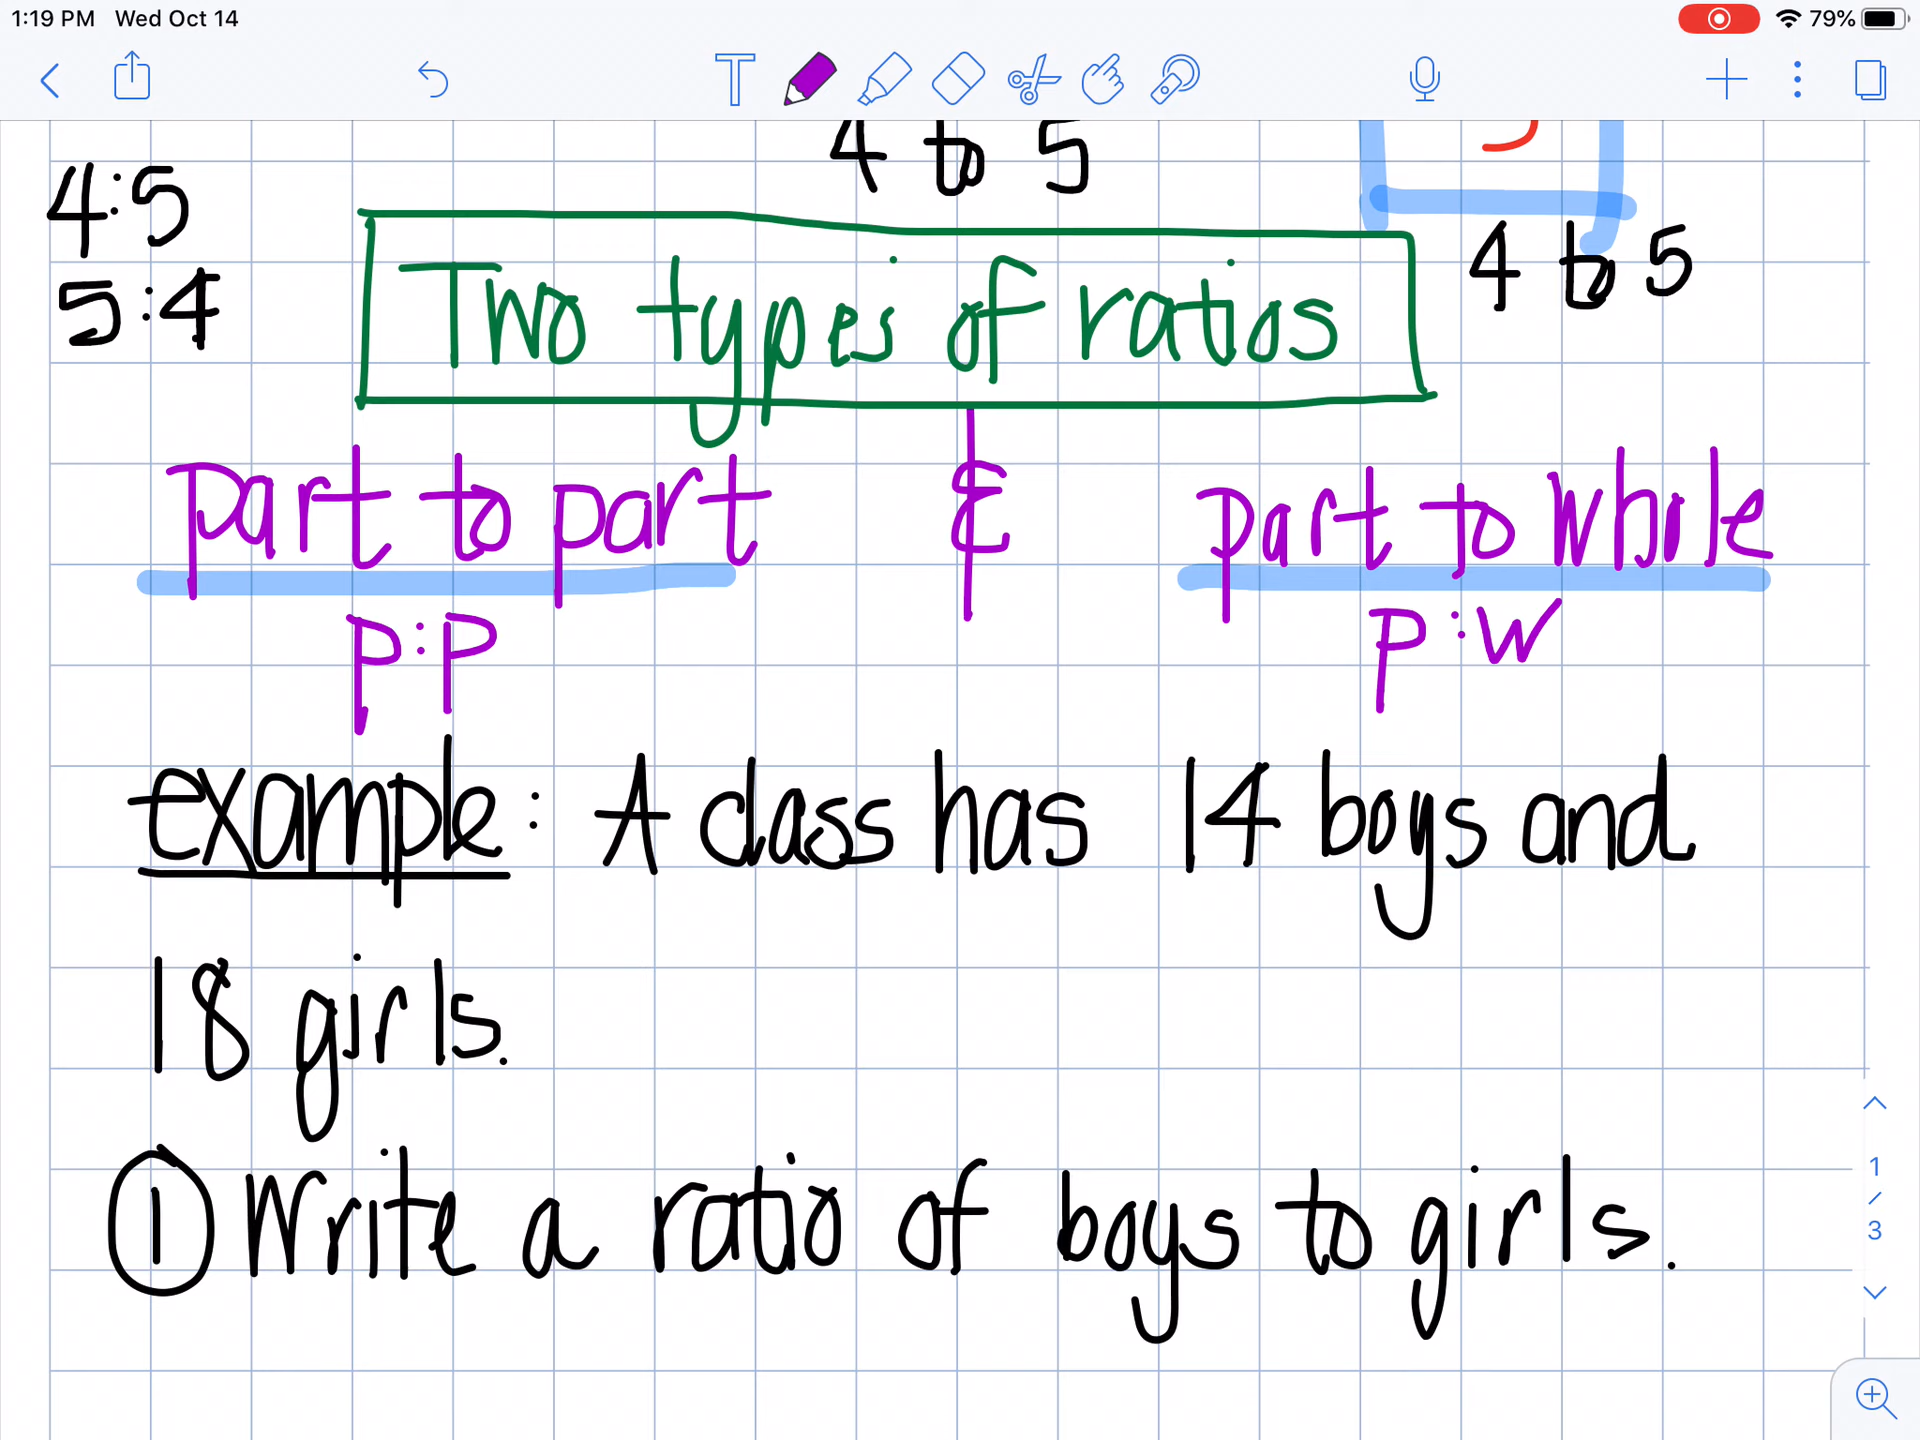 1:19 PM Wed Oct 14
79%
T
4 to 5
4:5
4 to 5
5:4
Two types of ratios
part to part & part to whole
p:p
p:w
example: A class has 14 boys and
18 girls.
1 Write a ratio of boys to girls.
1
/
3